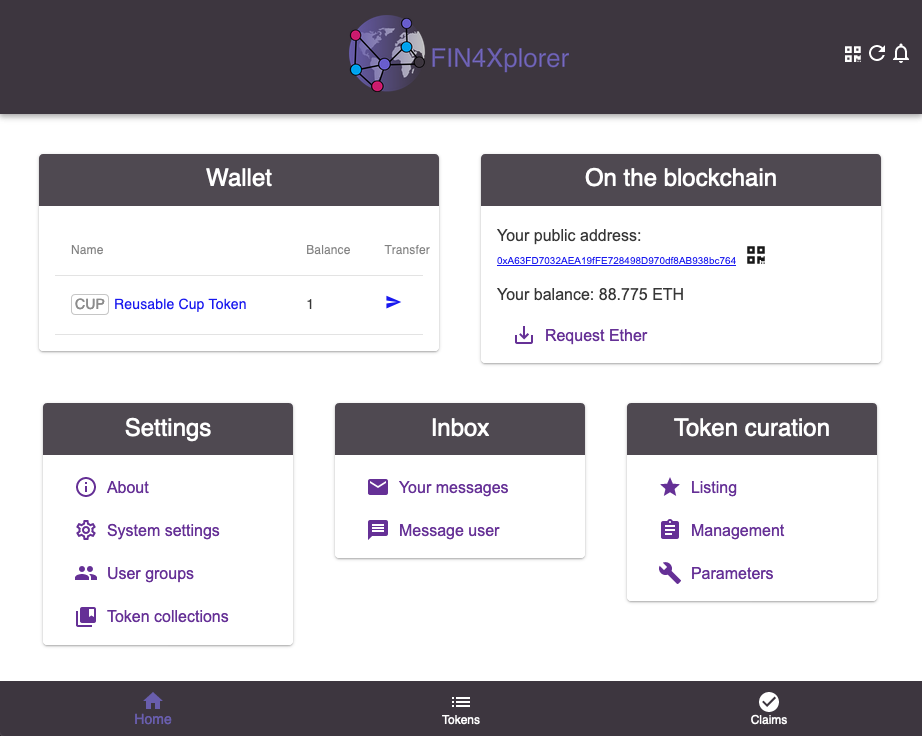 FIN4Xplorer
Wallet
Name Balance Transfer
CUP Reusable Cup Token 1
On the blockchain
Your public address:
0xA63FD7032AEA19fFE728498D970df8AB938bc764
Your balance: 88.775 ETH
Request Ether
Settings
About
System settings
User groups
Token collections
Inbox
Your messages
Message user
Token curation
Listing
Management
Parameters
Home
Tokens
Claims